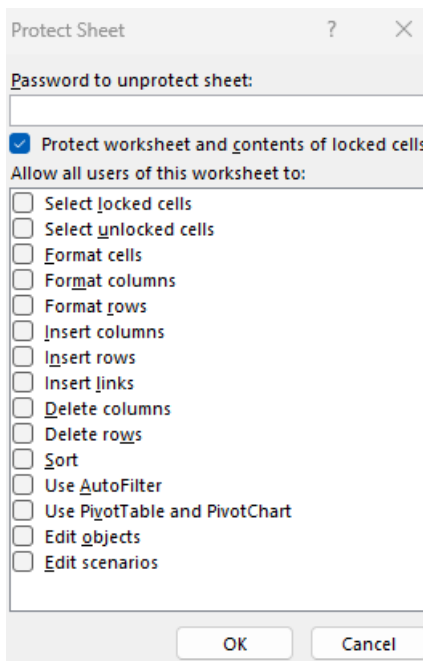 Protect Sheet ? ×
Password to unprotect sheet:
Protect worksheet and contents of locked cells
Allow all users of this worksheet to:
Select locked cells
Select unlocked cells
Format cells
Format columns
Format rows
Insert columns
Insert rows
Insert links
Delete columns
Delete rows
Sort
Use AutoFilter
Use PivotTable and PivotChart
Edit objects
Edit scenarios
OK Cancel